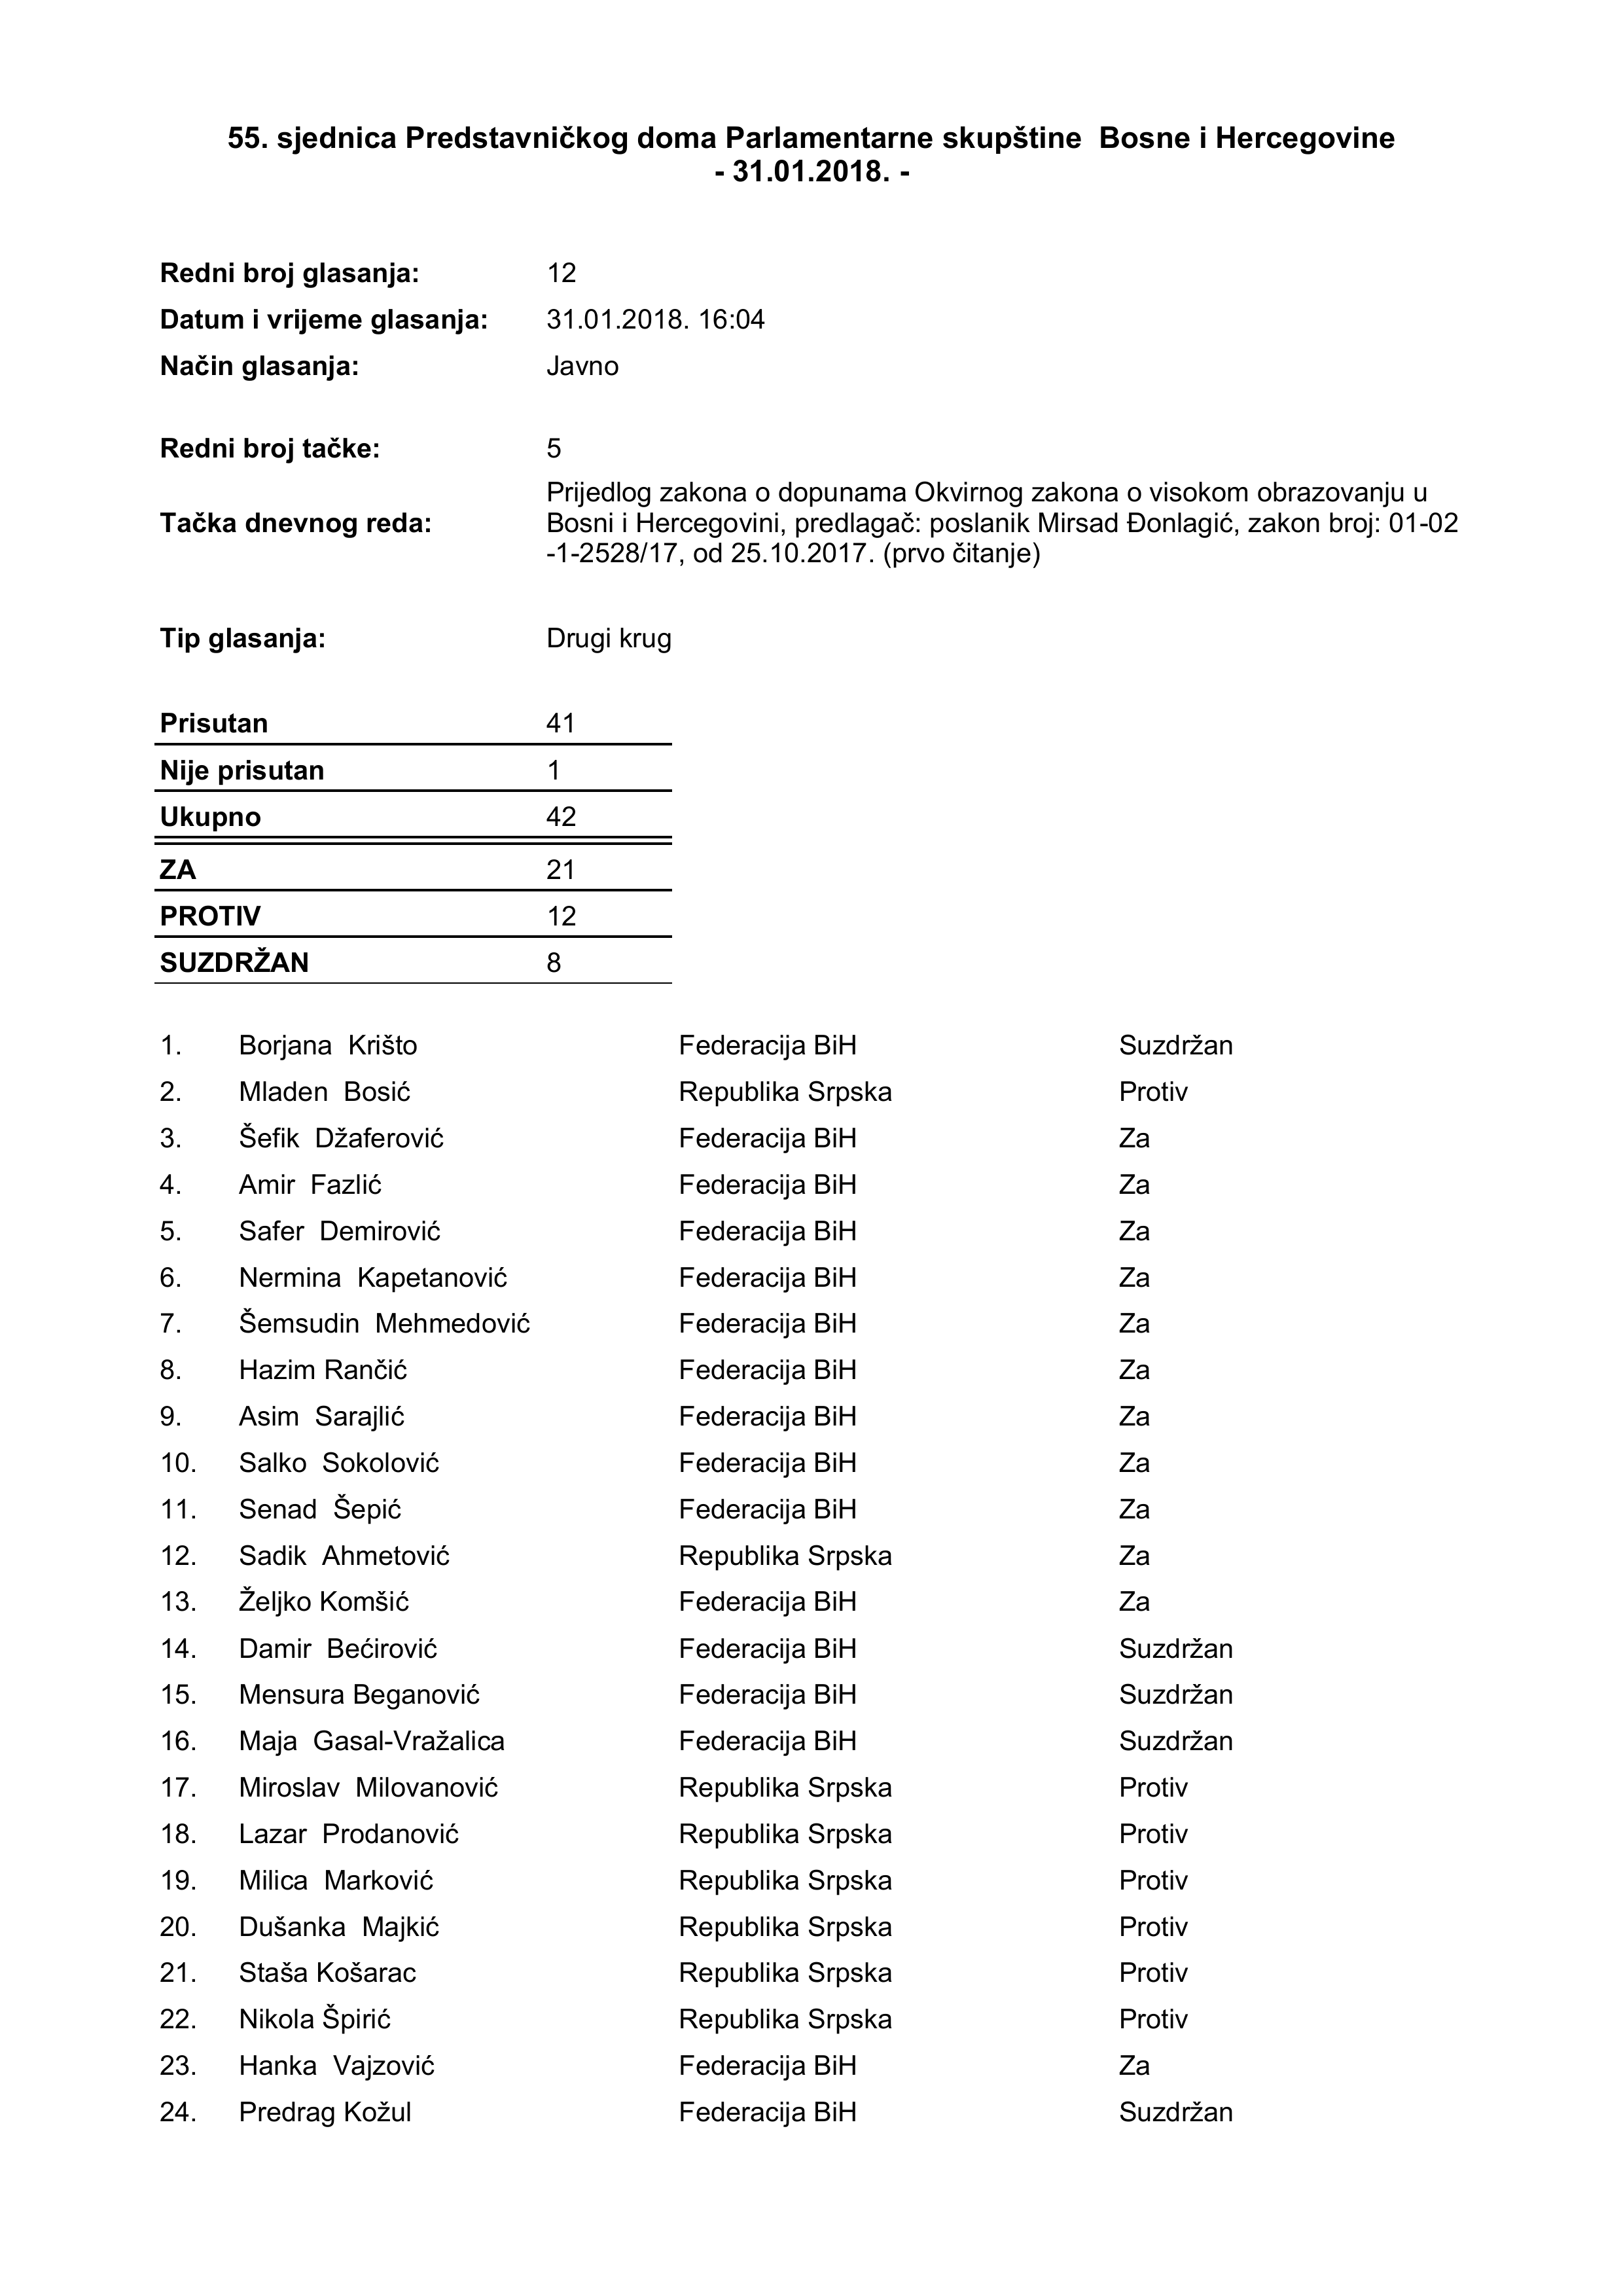 55. sjednica Predstavničkog doma Parlamentarne skupštine  Bosne i Hercegovine
- 31.01.2018. -
Redni broj glasanja: 12
Datum i vrijeme glasanja: 31.01.2018. 16:04
Način glasanja: Javno
Redni broj tačke: 5
Tačka dnevnog reda: Prijedlog zakona o dopunama Okvirnog zakona o visokom obrazovanju u
Bosni i Hercegovini, predlagač: poslanik Mirsad Đonlagić, zakon broj: 01-02
-1-2528/17, od 25.10.2017. (prvo čitanje)
Tip glasanja: Drugi krug
Prisutan 41
Nije prisutan 1
Ukupno 42
ZA 21
PROTIV 12
SUZDRŽAN 8
1. Borjana  Krišto Federacija BiH Suzdržan
2. Mladen  Bosić Republika Srpska Protiv
3. Šefik  Džaferović Federacija BiH Za
4. Amir  Fazlić Federacija BiH Za
5. Safer  Demirović Federacija BiH Za
6. Nermina  Kapetanović Federacija BiH Za
7. Šemsudin  Mehmedović Federacija BiH Za
8. Hazim Rančić Federacija BiH Za
9. Asim  Sarajlić Federacija BiH Za
10. Salko  Sokolović Federacija BiH Za
11. Senad  Šepić Federacija BiH Za
12. Sadik  Ahmetović Republika Srpska Za
13. Željko Komšić Federacija BiH Za
14. Damir  Bećirović Federacija BiH Suzdržan
15. Mensura Beganović Federacija BiH Suzdržan
16. Maja  Gasal-Vražalica Federacija BiH Suzdržan
17. Miroslav  Milovanović Republika Srpska Protiv
18. Lazar  Prodanović Republika Srpska Protiv
19. Milica  Marković Republika Srpska Protiv
20. Dušanka  Majkić Republika Srpska Protiv
21. Staša Košarac Republika Srpska Protiv
22. Nikola Špirić Republika Srpska Protiv
23. Hanka  Vajzović Federacija BiH Za
24. Predrag Kožul Federacija BiH Suzdržan